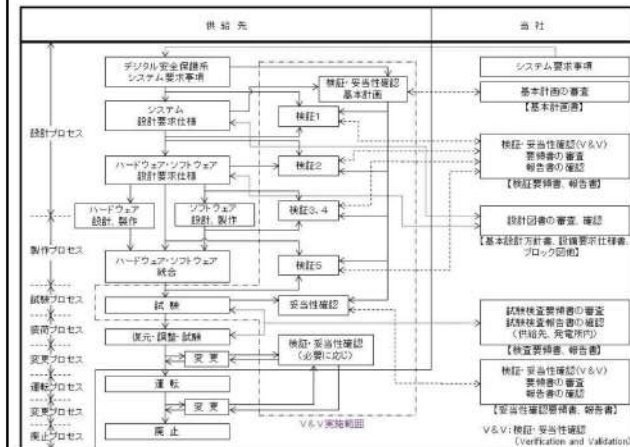 供給先
当社
デジタル安全保護系
システム要求事項
システム要求事項
検証・妥当性確認
基本計画
基本計画の審査
【基本計画書】
システム
設計要求仕様
検証1
設計プロセス
検証・妥当性確認(V&V)
要領書の審査
報告書の確認
【検証要領書、報告書】
ハードウェア・ソフトウェア
設計要求仕様
検証2
ハードウェア
設計、製作
ソフトウェア
設計、製作
検証3、4
設計図書の審査、確認
【基本設計方針書、設備要求仕様書、
ブロック図他】
製作プロセス
ハードウェア・ソフトウェア
統合
検証5
試験プロセス
試験
妥当性確認
試験検査要領書の審査
試験検査報告書の確認
(供給先、発電所内)
【検査要領書、報告書】
装荷プロセス
復元・調整・試験
変更プロセス
変更
検証・妥当性確認
(必要に応じ)
検証・妥当性確認(V&V)
要領書の審査
報告書の確認
【妥当性確認要領書、報告書】
運転プロセス
運転
変更プロセス
変更
V&V実施範囲
廃止プロセス
廃止
V&V:検証・妥当性確認
(Verification and Validation)